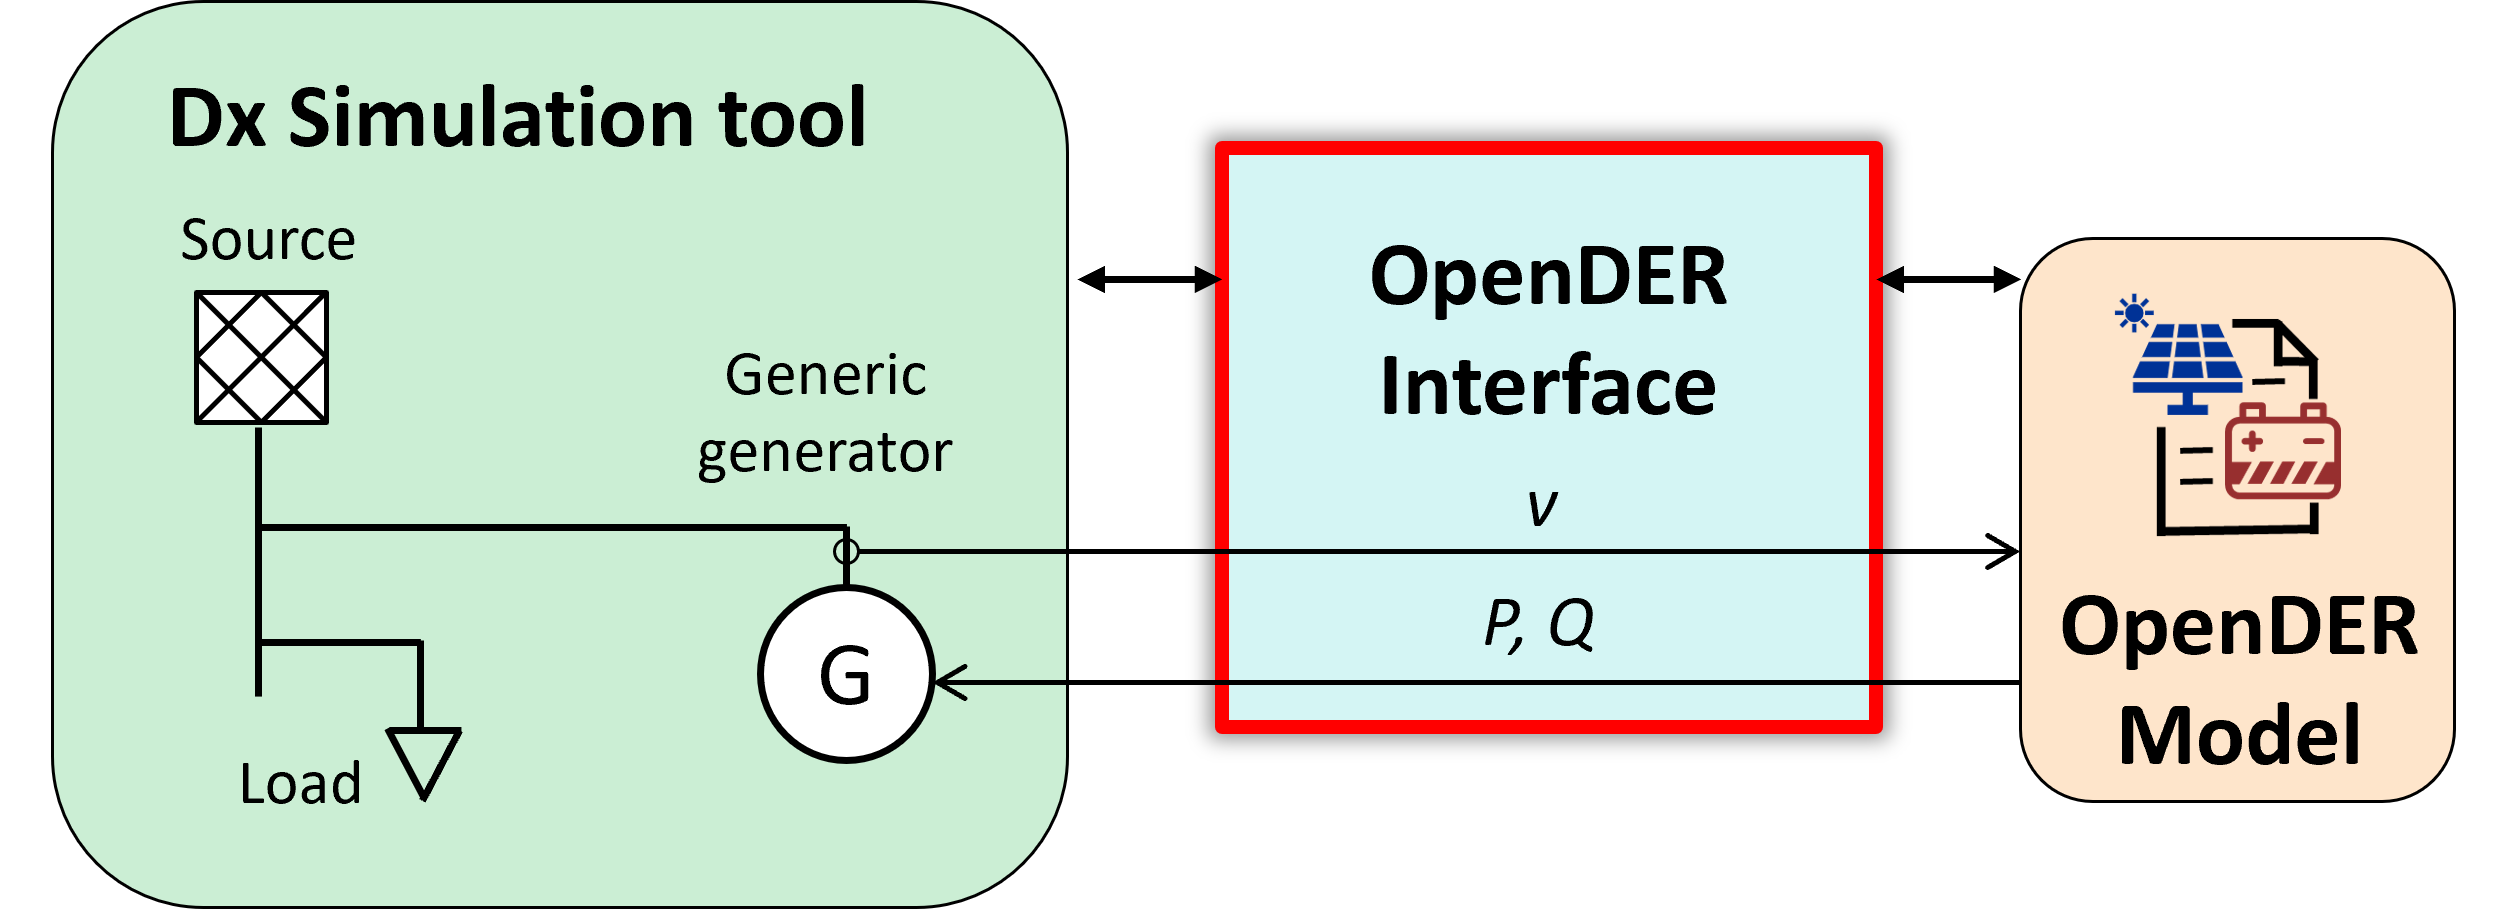 Dx Simulation tool
Source
Generic
generator
G
Load
OpenDER
Interface
v
P, Q
OpenDER
Model